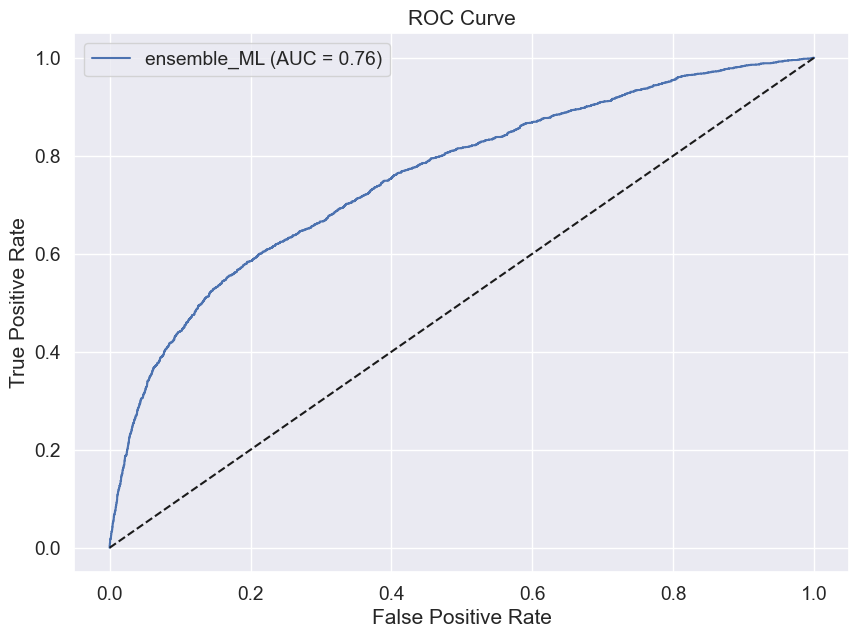 ROC Curve
ensemble_ML (AUC = 0.76)
True Positive Rate
1.0
0.8
0.6
0.4
0.2
0.0
0.0 0.2 0.4 0.6 0.8 1.0
False Positive Rate